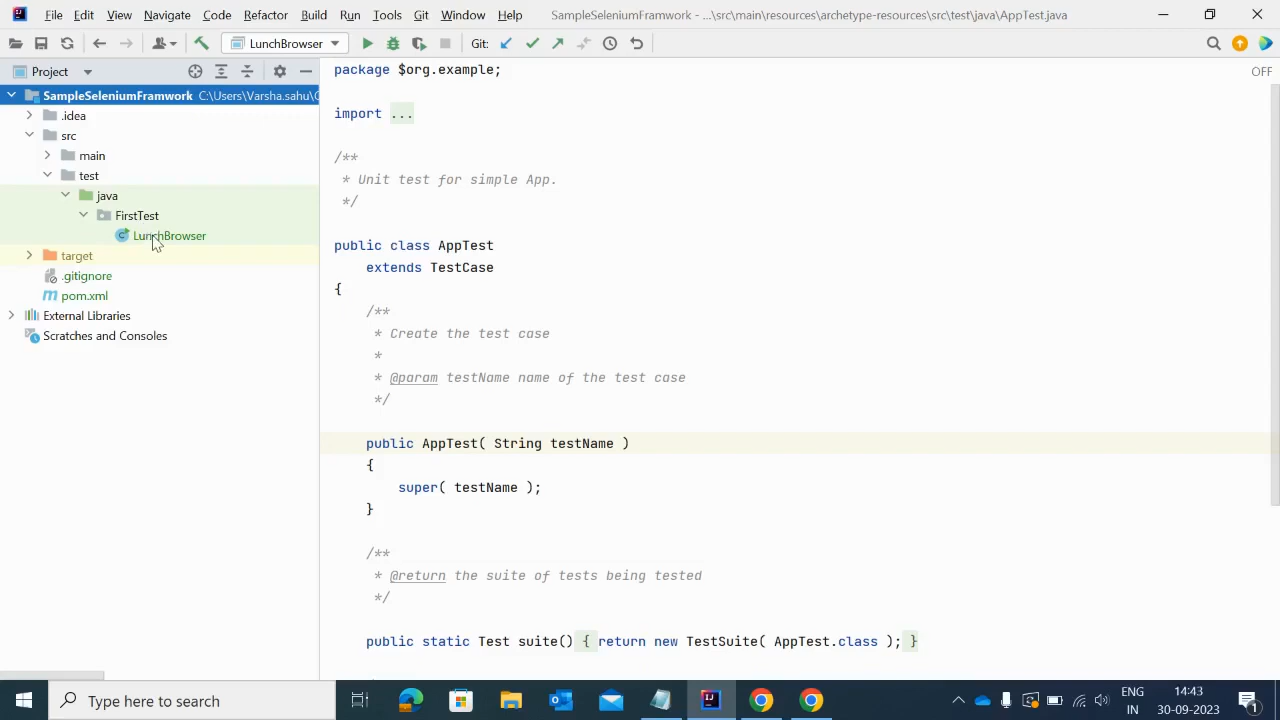 File Edit View Navigate Code Refactor Build Run Tools Git Window Help SampleSeleniumFramwork - ...\src\main\resources\archetype-resources\src\test\java\AppTest.java
LunchBrowser Git:
Project
OFF
SampleSeleniumFramwork C:\Users\Varsha.sahu\
.idea
src
main
test
java
FirstTest
LunchBrowser
target
.gitignore
pom.xml
External Libraries
Scratches and Consoles
package $org.example;
import ...
/**
* Unit test for simple App.
*/
public class AppTest
extends TestCase
{
/**
* Create the test case
*
* @param testName name of the test case
*/
public AppTest( String testName )
{
super( testName );
}
/**
* @return the suite of tests being tested
*/
public static Test suite() { return new TestSuite( AppTest.class ); }
Type here to search
ENG
IN
14:43
30-09-2023
1